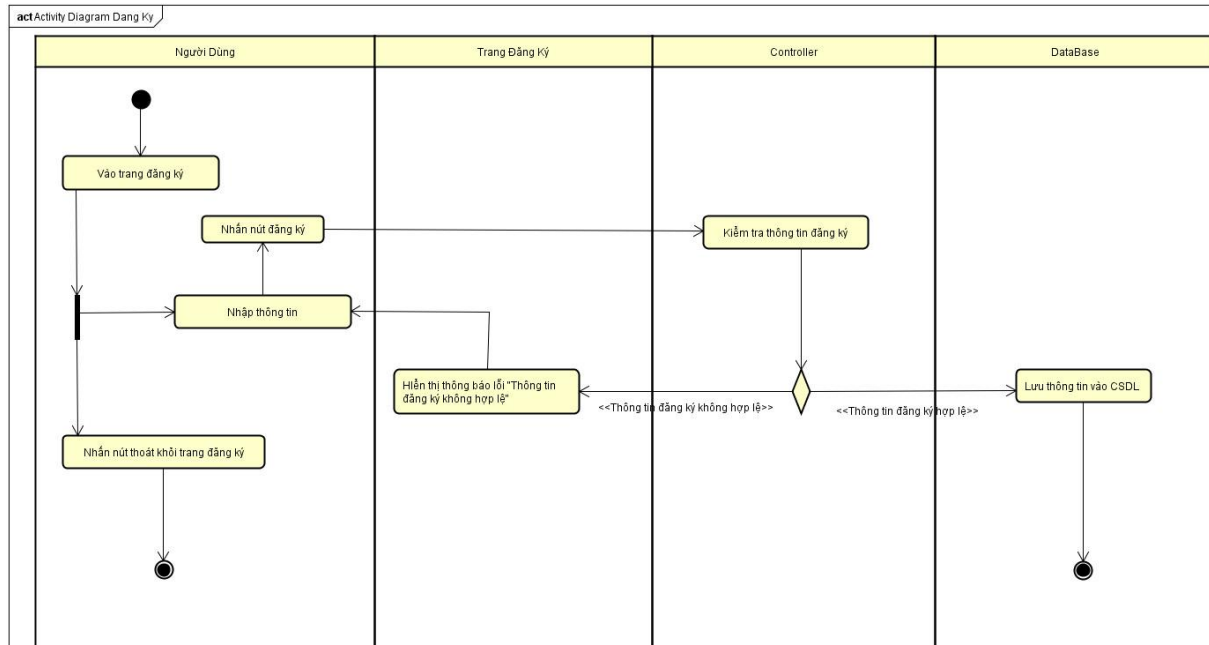 act Activity Diagram Dang Ky
Người Dùng
Trang Đăng Ký
Controller
DataBase
Vào trang đăng ký
Nhấn nút đăng ký
Kiểm tra thông tin đăng ký
Nhập thông tin
Hiển thị thông báo lỗi "Thông tin
đăng ký không hợp lệ"
<<Thông tin đăng ký không hợp lệ>>
<<Thông tin đăng ký hợp lệ>>
Lưu thông tin vào CSDL
Nhấn nút thoát khỏi trang đăng ký